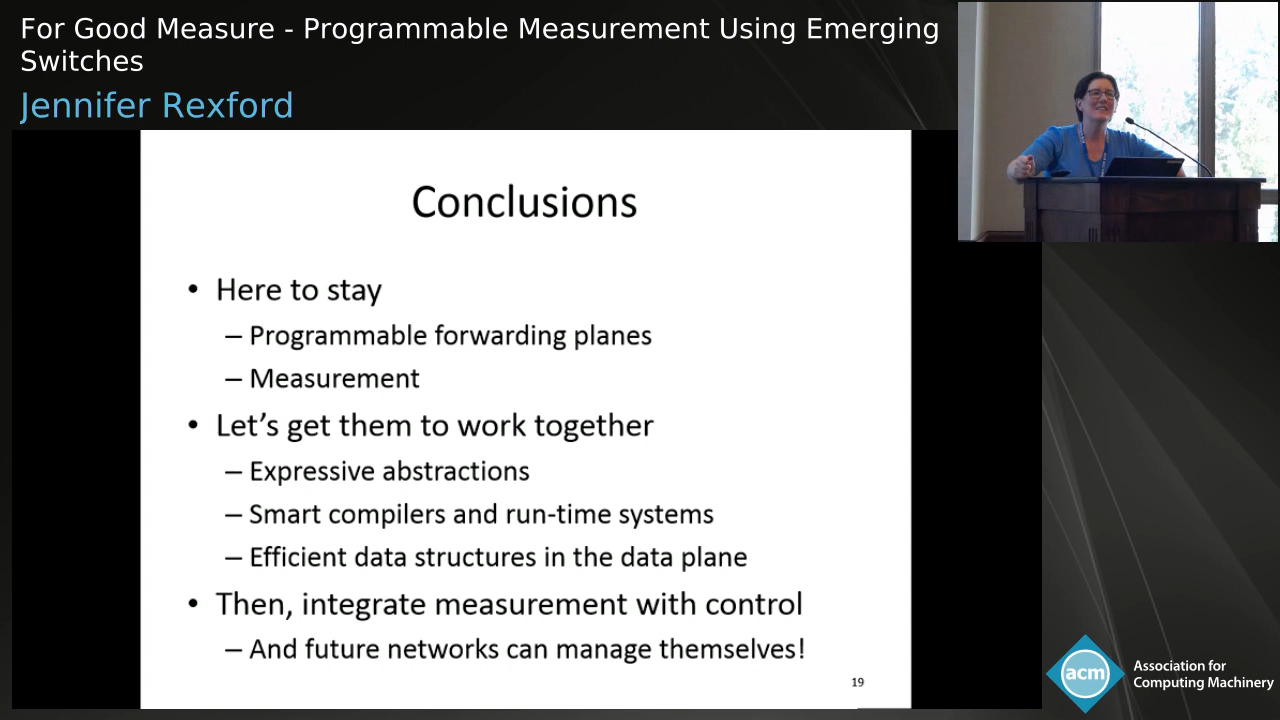 For Good Measure - Programmable Measurement Using Emerging
Switches
Jennifer Rexford
Conclusions
• Here to stay
– Programmable forwarding planes
– Measurement
• Let's get them to work together
– Expressive abstractions
– Smart compilers and run-time systems
– Efficient data structures in the data plane
• Then, integrate measurement with control
– And future networks can manage themselves!
19
acm
Association for
Computing Machinery